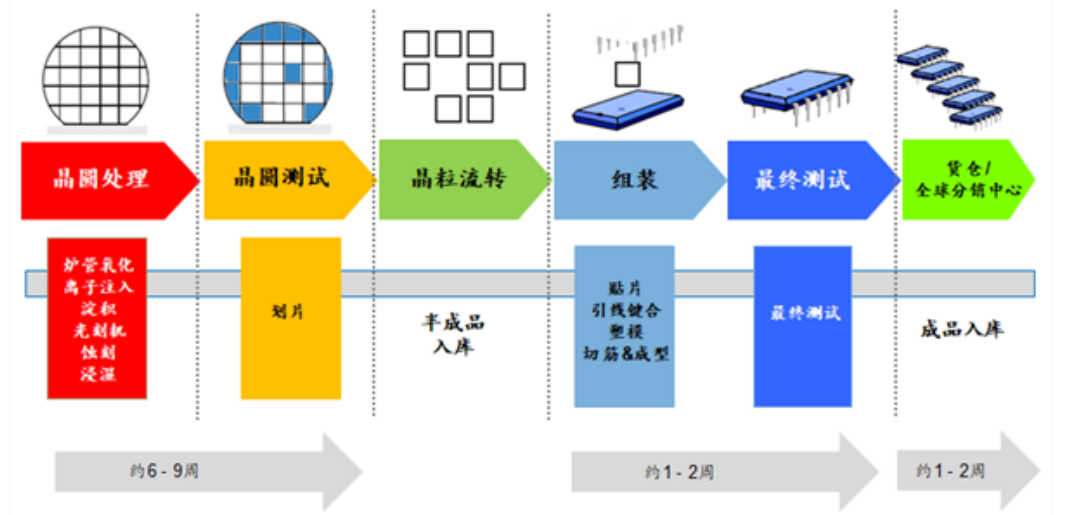 晶圆处理
晶圆测试
晶粒流转
组装
最终测试
货仓/
全球分销中心
炉管乳化
离子注入
淀积
光刻机
蚀刻
浸湿
划片
半成品
入库
贴片
引线键合
塑模
切筋&成型
最终测试
成品入库
约6-9周
约1-2周
约1-2周